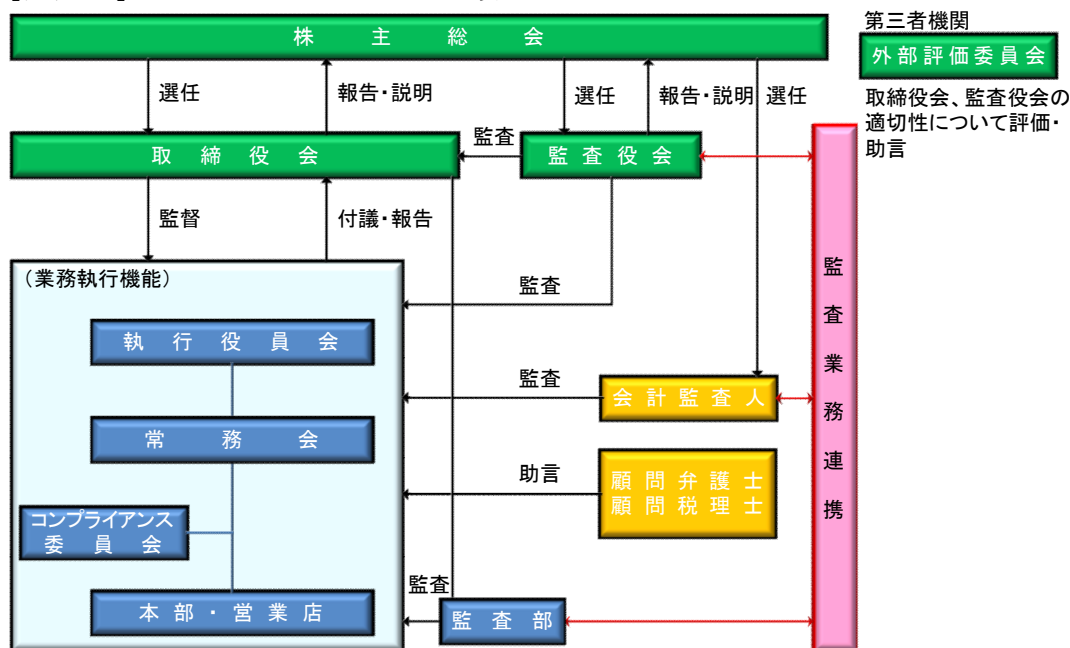 株主総会
第三者機関
外部評価委員会
取締役会、監査役会の
適切性について評価・
助言
選任
報告・説明
選任
報告・説明
選任
取締役会
監査
監査役会
監督
付議・報告
(業務執行機能)
監査
執行役員会
監査
会計監査人
常務会
助言
顧問弁護士
顧問税理士
コンプライアンス
委員会
監査
本部・営業店
監査部
監査業務連携